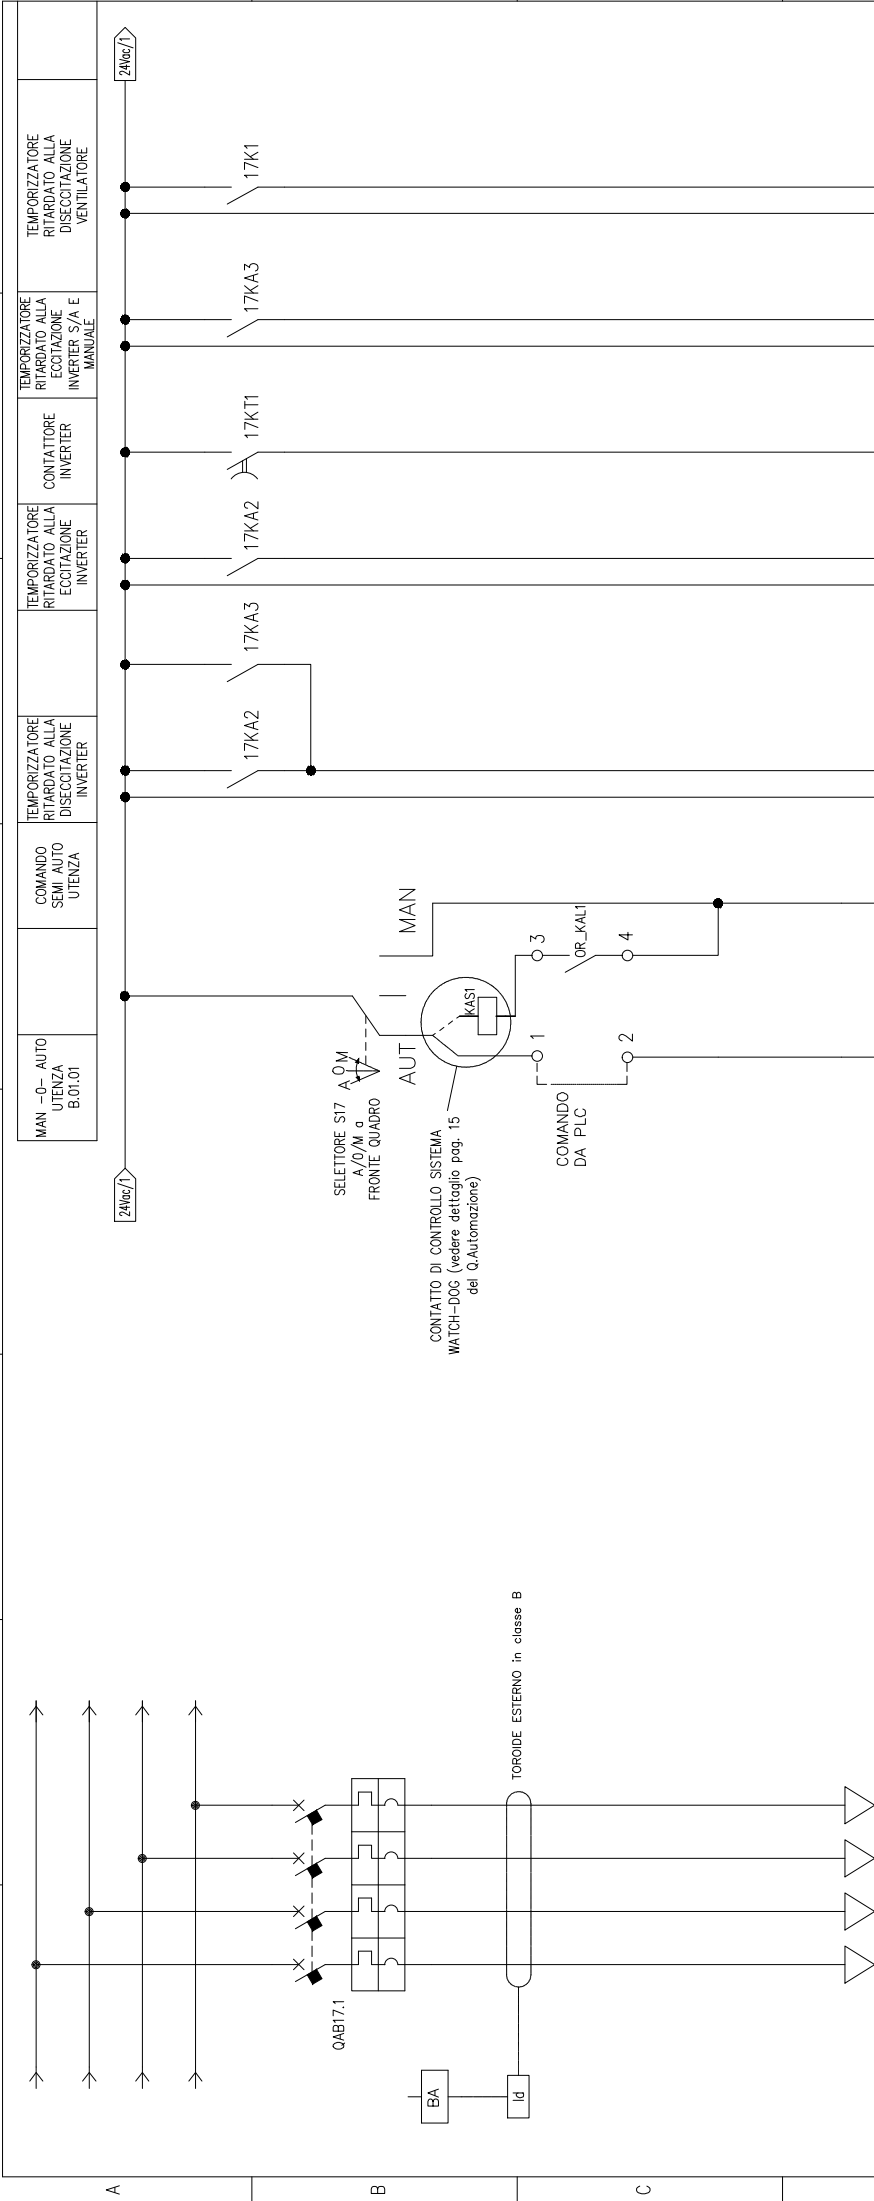 A
B
C
BA
Id
QAB17.1
TOROIDE ESTERNO in classe B
24Vac/1
MAN -0- AUTO
UTENZA
B.01.01
COMANDO
SEMI AUTO
UTENZA
TEMPORIZZATORE
RITARDATO ALLA
DISECCITAZIONE
INVERTER
TEMPORIZZATORE
RITARDATO ALLA
ECCITAZIONE
INVERTER
CONTATTORE
INVERTER
TEMPORIZZATORE
RITARDATO ALLA
ECCITAZIONE
INVERTER S/A E
MANUALE
TEMPORIZZATORE
RITARDATO ALLA
DISECCITAZIONE
VENTILATORE
24Vac/1
17KA2
17KA3
17KA2
17KT1
17KA3
17K1
SELETTORE S17
A/0/M a
FRONTE QUADRO
A 0 M
AUT
MAN
CONTATTO DI CONTROLLO SISTEMA
WATCH-DOG (vedere dettaglio pag. 15
del Q.Automazione)
KAS1
COMANDO
DA PLC
1
2
3
OR_KAL1
4